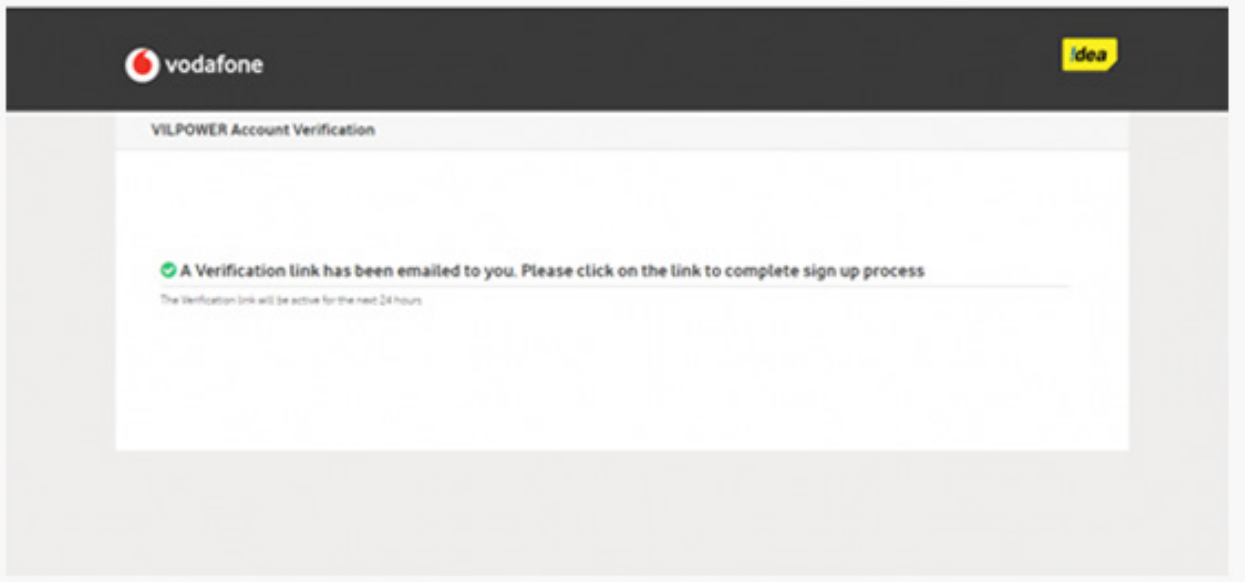 vodafone
!dea
VILPOWER Account Verification
A Verification link has been emailed to you. Please click on the link to complete sign up process
The Verification link will be active for the next 24 hours